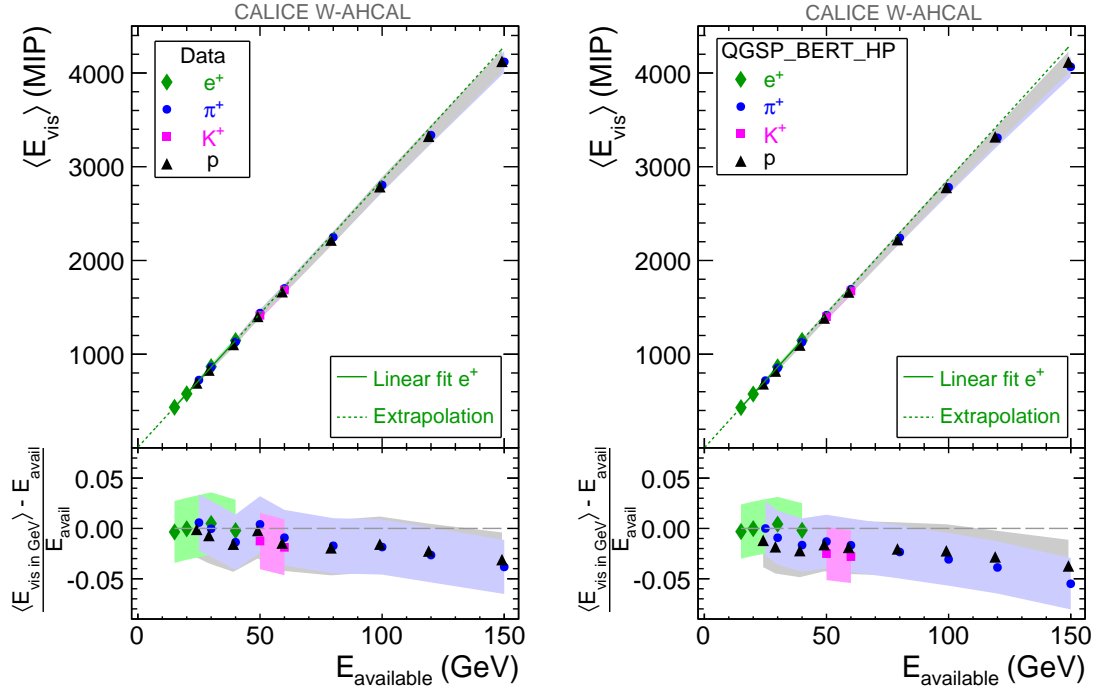 CALICE W-AHCAL
⟨E_vis⟩ (MIP)
4000
3000
2000
1000
Data
e⁺
π⁺
K⁺
p
Linear fit e⁺
Extrapolation
⟨E_vis in GeV⟩ - E_avail
E_avail
0.05
0.00
-0.05
0 50 100 150
E_available (GeV)
CALICE W-AHCAL
⟨E_vis⟩ (MIP)
4000
3000
2000
1000
QGSP_BERT_HP
e⁺
π⁺
K⁺
p
Linear fit e⁺
Extrapolation
⟨E_vis in GeV⟩ - E_avail
E_avail
0.05
0.00
-0.05
0 50 100 150
E_available (GeV)